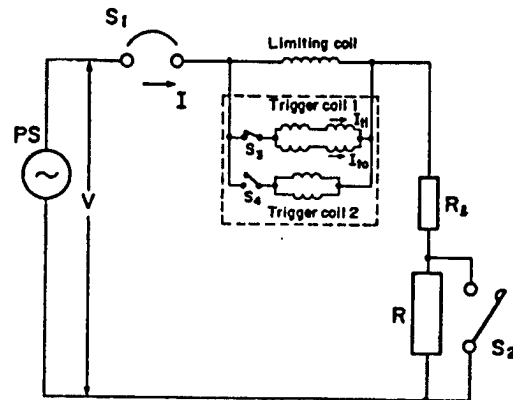 S1
Limiting coil
I
Trigger coil 1
It1
S3
It0
PS
V
S4
Trigger coil 2
Rℓ
R
S2